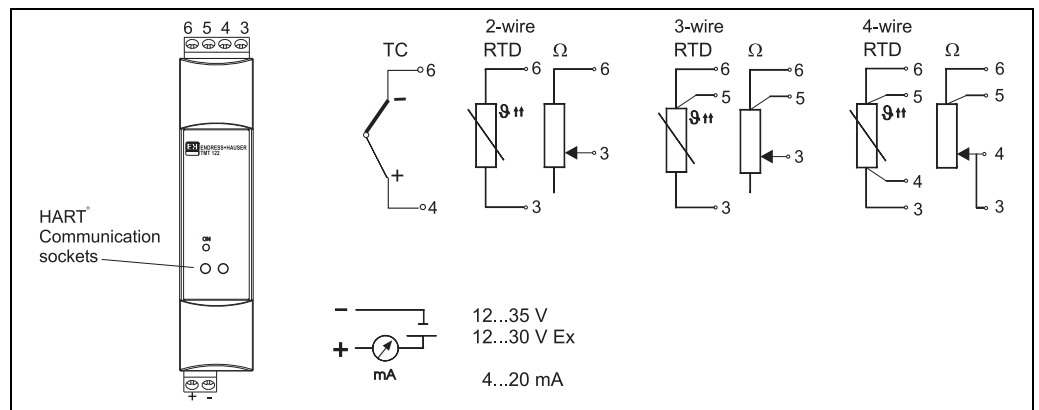 6 5 4 3
E+H ENDRESS+HAUSER
TMT 122
HART®
Communication
sockets
ON
+ -
TC
6
-
+
4
2-wire
RTD Ω
6 6
ϑ
3
3
3-wire
RTD Ω
6 6
5 5
ϑ
3
3
4-wire
RTD Ω
6 6
5 5
ϑ
4 4
3 3
-
+
mA
12...35 V
12...30 V Ex
4...20 mA